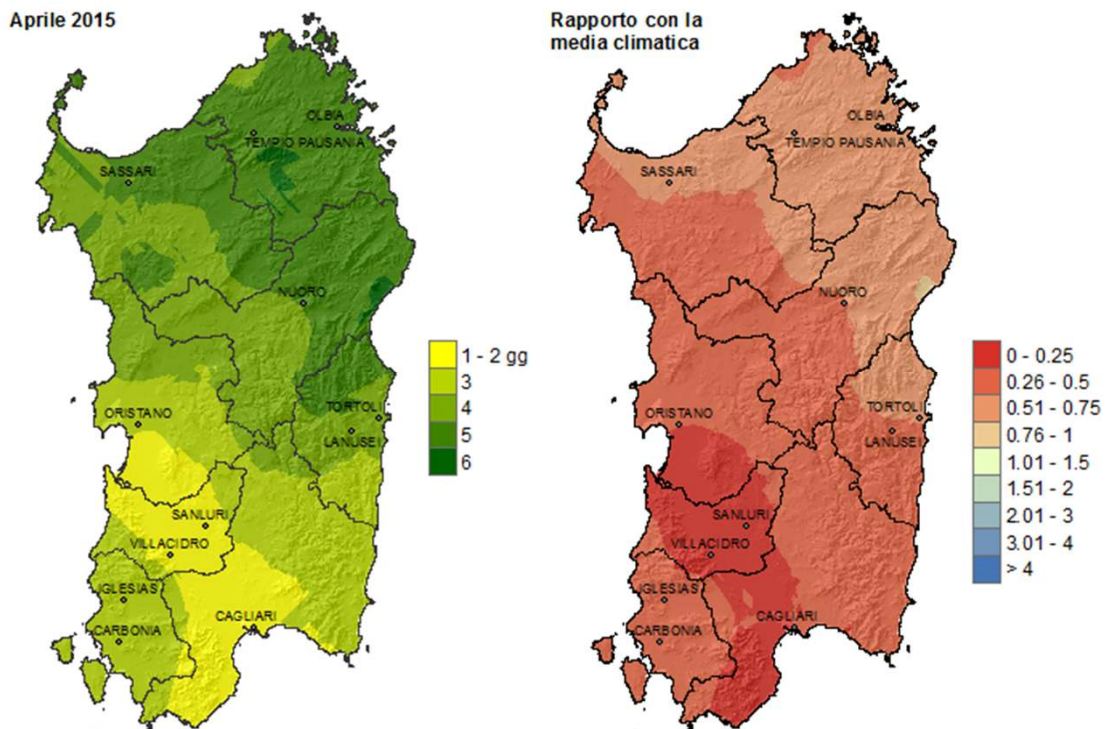 Aprile 2015
OLBIA
TEMPIO PAUSANIA
SASSARI
NUORO
ORISTANO
TORTOLI
LANUSEI
SANLURI
VILLACIDRO
IGLESIAS
CAGLIARI
CARBONIA
1 - 2 gg
3
4
5
6
Rapporto con la
media climatica
OLBIA
TEMPIO PAUSANIA
SASSARI
NUORO
ORISTANO
TORTOLI
LANUSEI
SANLURI
VILLACIDRO
IGLESIAS
CAGLIARI
CARBONIA
0 - 0.25
0.26 - 0.5
0.51 - 0.75
0.76 - 1
1.01 - 1.5
1.51 - 2
2.01 - 3
3.01 - 4
> 4